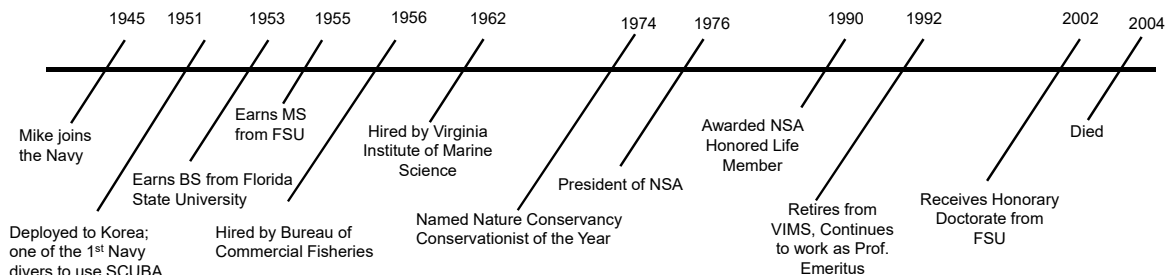 1945
1951
1953
1955
1956
1962
1974
1976
1990
1992
2002
2004
Mike joins
the Navy
Deployed to Korea;
one of the 1st Navy
divers to use SCUBA
Earns BS from Florida
State University
Earns MS
from FSU
Hired by Bureau of
Commercial Fisheries
Hired by Virginia
Institute of Marine
Science
Named Nature Conservancy
Conservationist of the Year
President of NSA
Awarded NSA
Honored Life
Member
Retires from
VIMS, Continues
to work as Prof.
Emeritus
Receives Honorary
Doctorate from
FSU
Died